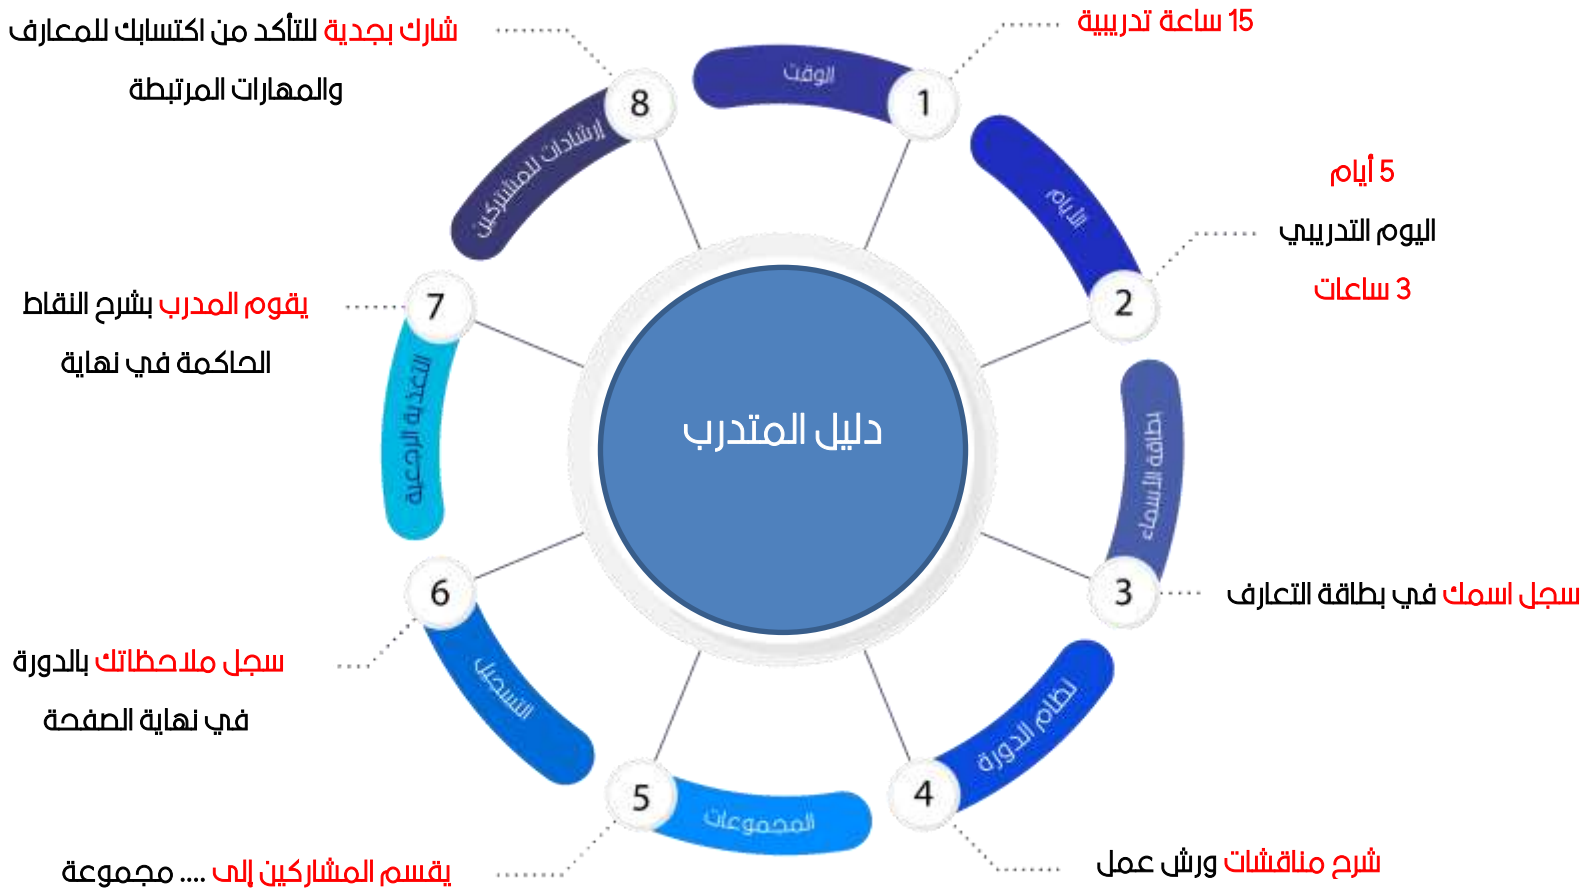 دليل المتدرب
1
الوقت
15 ساعة تدريبية
2
الأيام
5 أيام
اليوم التدريبي
3 ساعات
3
بطاقة الأسماء
سجل اسمك في بطاقة التعارف
4
نظام الدورة
شرح مناقشات ورش عمل
5
المجموعات
يقسم المشاركين إلى .... مجموعة
6
التسجيل
سجل ملاحظاتك بالدورة
في نهاية الصفحة
7
التغذية الرجعية
يقوم المدرب بشرح النقاط
الحاكمة في نهاية
8
إرشادات للمشتركين
شارك بجدية للتأكد من اكتسابك للمعارف
والمهارات المرتبطة